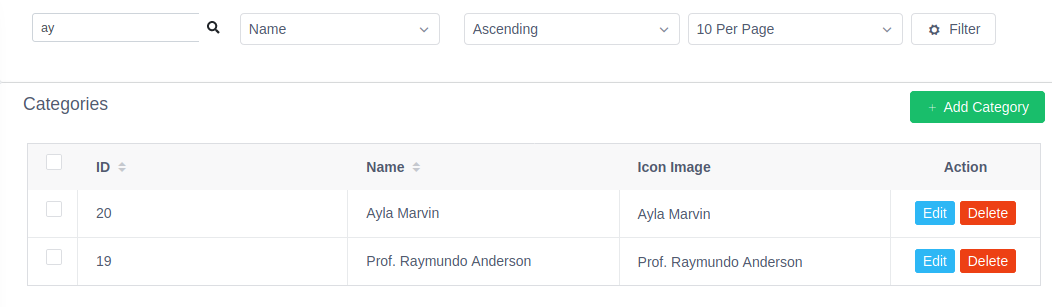 ay Name Ascending 10 Per Page Filter
Categories + Add Category
ID Name Icon Image Action
20 Ayla Marvin Ayla Marvin Edit Delete
19 Prof. Raymundo Anderson Prof. Raymundo Anderson Edit Delete